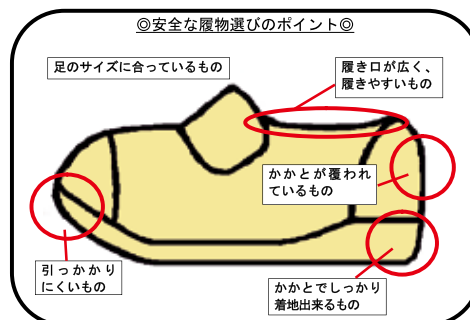 ◎安全な履物選びのポイント◎
足のサイズに合っているもの
履き口が広く、
履きやすいもの
かかとが覆われ
ているもの
引っかかり
にくいもの
かかとでしっかり
着地出来るもの